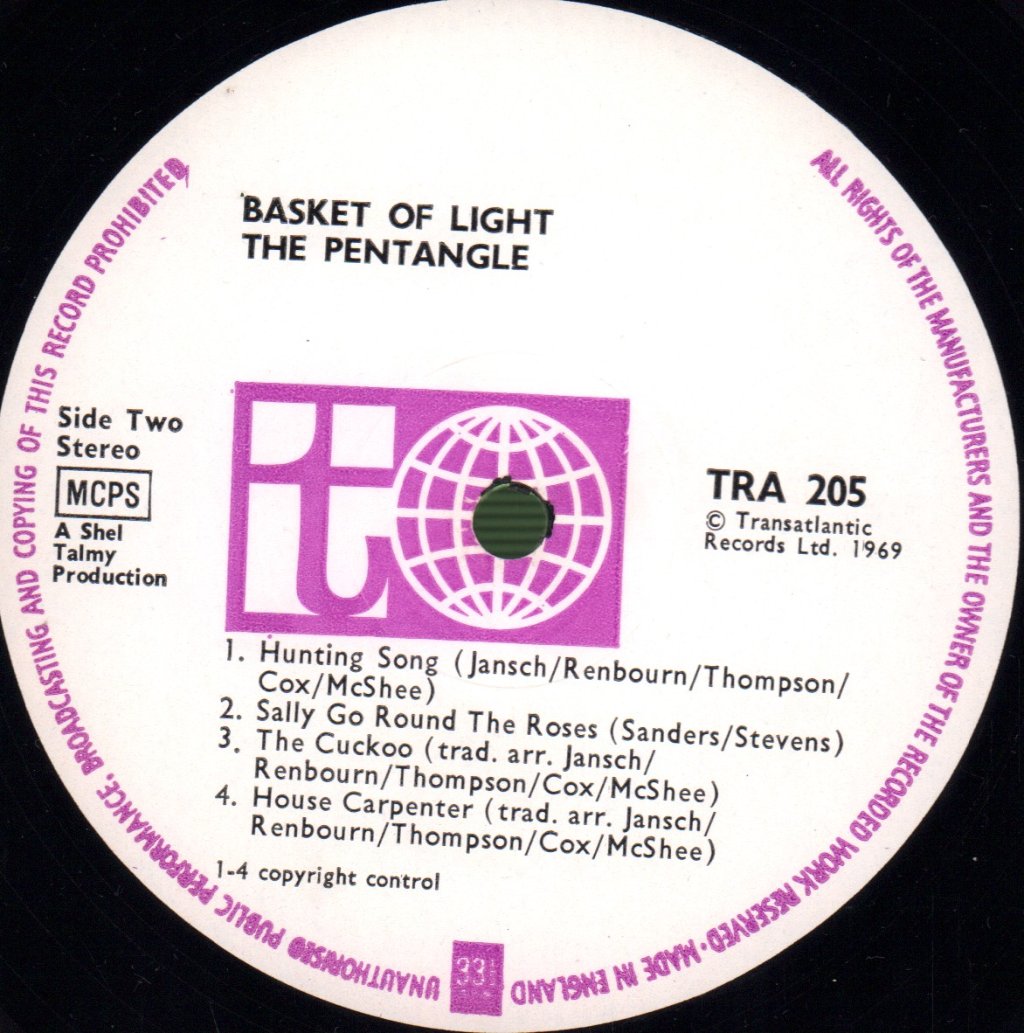 BASKET OF LIGHT
THE PENTANGLE
Side Two
Stereo
MCPS
A Shel
Talmy
Production
it
TRA 205
© Transatlantic
Records Ltd. 1969
1. Hunting Song (Jansch/Renbourn/Thompson/
Cox/McShee)
2. Sally Go Round The Roses (Sanders/Stevens)
3. The Cuckoo (trad. arr. Jansch/
Renbourn/Thompson/Cox/McShee)
4. House Carpenter (trad. arr. Jansch/
Renbourn/Thompson/Cox/McShee)
1-4 copyright control
ALL RIGHTS OF THE MANUFACTURERS AND THE OWNER OF THE RECORDED WORK RESERVED · MADE IN ENGLAND
33⅓
UNAUTHORISED PUBLIC PERFORMANCE, BROADCASTING AND COPYING OF THIS RECORD PROHIBITED